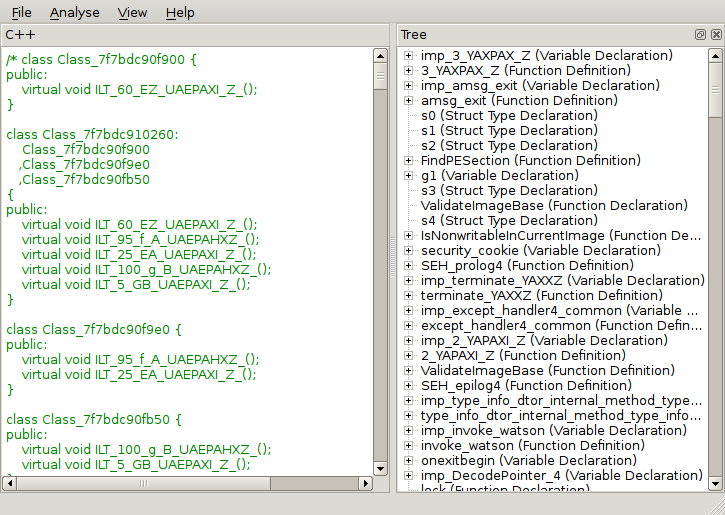 File Analyse View Help
C++
/* class Class_7f7bdc90f900 {
public:
virtual void ILT_60_EZ_UAEPAXI_Z_();
}
class Class_7f7bdc910260:
Class_7f7bdc90f900
,Class_7f7bdc90f9e0
,Class_7f7bdc90fb50
{
public:
virtual void ILT_60_EZ_UAEPAXI_Z_();
virtual void ILT_95_f_A_UAEPAHXZ_();
virtual void ILT_25_EA_UAEPAXI_Z_();
virtual void ILT_100_g_B_UAEPAHXZ_();
virtual void ILT_5_GB_UAEPAXI_Z_();
}
class Class_7f7bdc90f9e0 {
public:
virtual void ILT_95_f_A_UAEPAHXZ_();
virtual void ILT_25_EA_UAEPAXI_Z_();
}
class Class_7f7bdc90fb50 {
public:
virtual void ILT_100_g_B_UAEPAHXZ_();
virtual void ILT_5_GB_UAEPAXI_Z_();
Tree
imp_3_YAXPAX_Z (Variable Declaration)
3_YAXPAX_Z (Function Definition)
imp_amsg_exit (Variable Declaration)
amsg_exit (Function Definition)
s0 (Struct Type Declaration)
s1 (Struct Type Declaration)
s2 (Struct Type Declaration)
FindPESection (Function Definition)
g1 (Variable Declaration)
s3 (Struct Type Declaration)
ValidateImageBase (Function Declaration)
s4 (Struct Type Declaration)
IsNonwritableInCurrentImage (Function De...
security_cookie (Variable Declaration)
SEH_prolog4 (Function Definition)
imp_terminate_YAXXZ (Variable Declaration)
terminate_YAXXZ (Function Definition)
imp_except_handler4_common (Variable ...
except_handler4_common (Function Defin...
imp_2_YAPAXI_Z (Variable Declaration)
2_YAPAXI_Z (Function Definition)
ValidateImageBase (Function Definition)
SEH_epilog4 (Function Definition)
imp_type_info_dtor_internal_method_type...
type_info_dtor_internal_method_type_info...
imp_invoke_watson (Variable Declaration)
invoke_watson (Function Definition)
onexitbegin (Variable Declaration)
imp_DecodePointer_4 (Variable Declaration)
lock (Function Declaration)